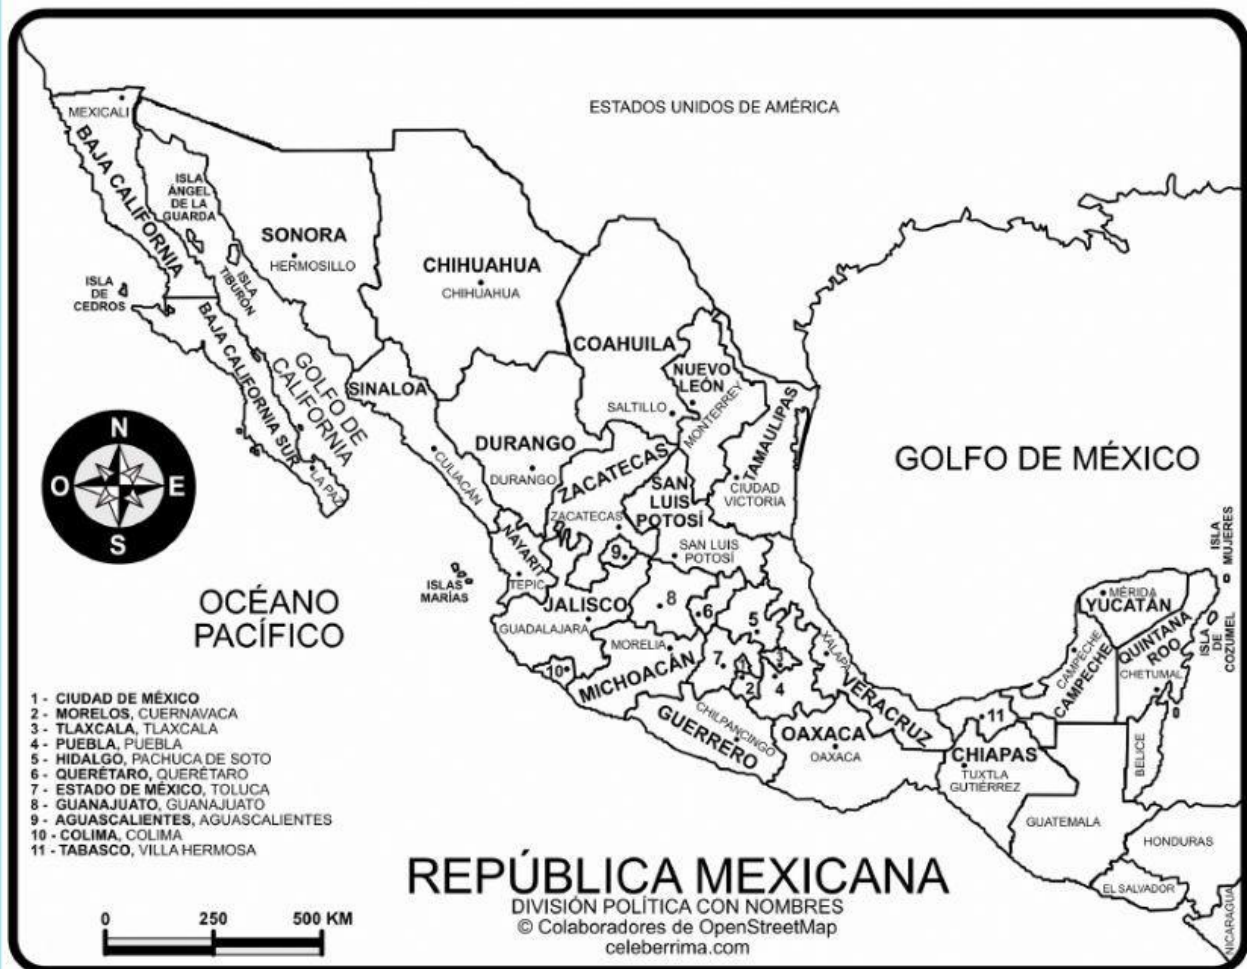 ESTADOS UNIDOS DE AMÉRICA
MEXICALI
BAJA CALIFORNIA
ISLA
ÁNGEL
DE LA
GUARDA
SONORA
HERMOSILLO
ISLA
TIBURÓN
CHIHUAHUA
CHIHUAHUA
ISLA
DE
CEDROS
BAJA CALIFORNIA SUR
LA PAZ
GOLFO DE
CALIFORNIA
COAHUILA
SALTILLO
NUEVO
LEÓN
MONTERREY
SINALOA
CULIACÁN
TAMAULIPAS
CIUDAD
VICTORIA
DURANGO
DURANGO
ZACATECAS
ZACATECAS
SAN
LUIS
POTOSÍ
SAN LUIS
POTOSÍ
GOLFO DE MÉXICO
N
O
E
S
NAYARIT
TEPIC
ISLAS
MARÍAS
9
JALISCO
GUADALAJARA
8
6
5
MORELIA
MICHOACÁN
7
1
3
2
4
10
XALAPA
VERACRUZ
GUERRERO
CHILPANCINGO
OAXACA
OAXACA
11
CHIAPAS
TUXTLA
GUTIÉRREZ
ISLA
MUJERES
MÉRIDA
YUCATÁN
CAMPECHE
CAMPECHE
QUINTANA
ROO
CHETUMAL
ISLA
DE
COZUMEL
BELICE
GUATEMALA
HONDURAS
EL SALVADOR
NICARAGUA
OCÉANO
PACÍFICO
1 - CIUDAD DE MÉXICO
2 - MORELOS, CUERNAVACA
3 - TLAXCALA, TLAXCALA
4 - PUEBLA, PUEBLA
5 - HIDALGO, PACHUCA DE SOTO
6 - QUERÉTARO, QUERÉTARO
7 - ESTADO DE MÉXICO, TOLUCA
8 - GUANAJUATO, GUANAJUATO
9 - AGUASCALIENTES, AGUASCALIENTES
10 - COLIMA, COLIMA
11 - TABASCO, VILLA HERMOSA
0 250 500 KM
REPÚBLICA MEXICANA
DIVISIÓN POLÍTICA CON NOMBRES
© Colaboradores de OpenStreetMap
celeberrima.com